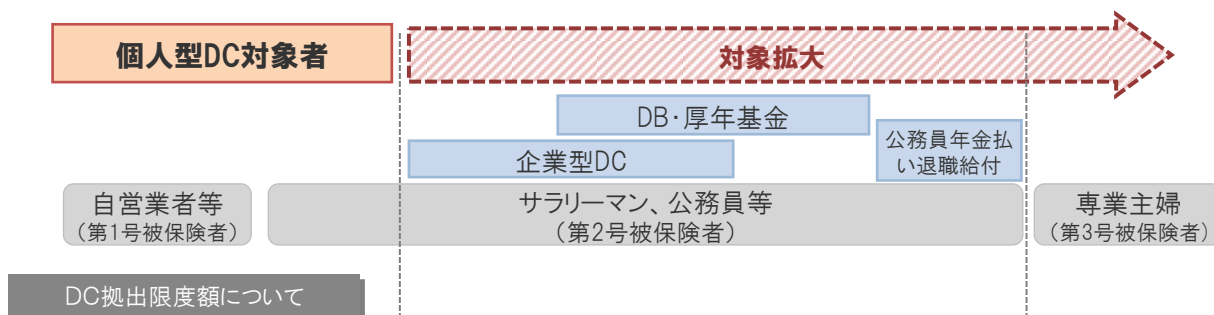 個人型DC対象者
対象拡大
DB・厚年基金
企業型DC
公務員年金払
い退職給付
自営業者等
（第1号被保険者）
サラリーマン、公務員等
（第2号被保険者）
専業主婦
（第3号被保険者）
DC拠出限度額について